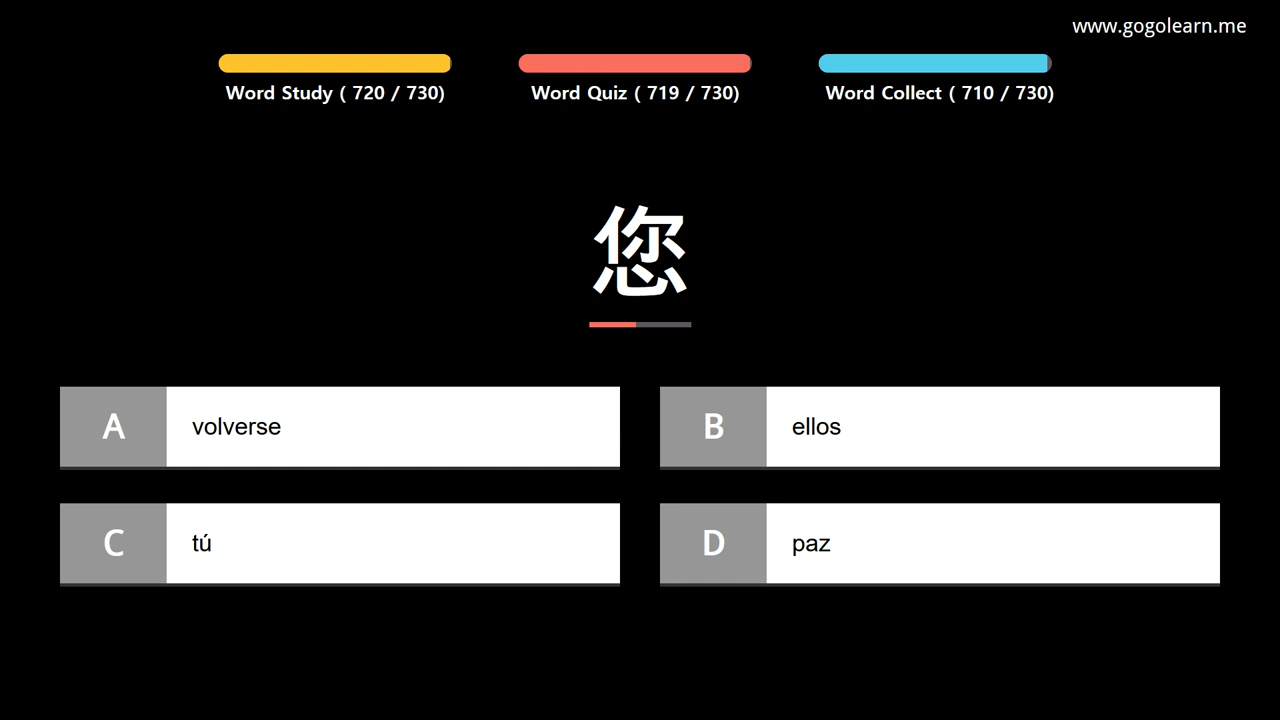 www.gogolearn.me
Word Study ( 720 / 730)
Word Quiz ( 719 / 730)
Word Collect ( 710 / 730)
您
A volverse
B ellos
C tú
D paz